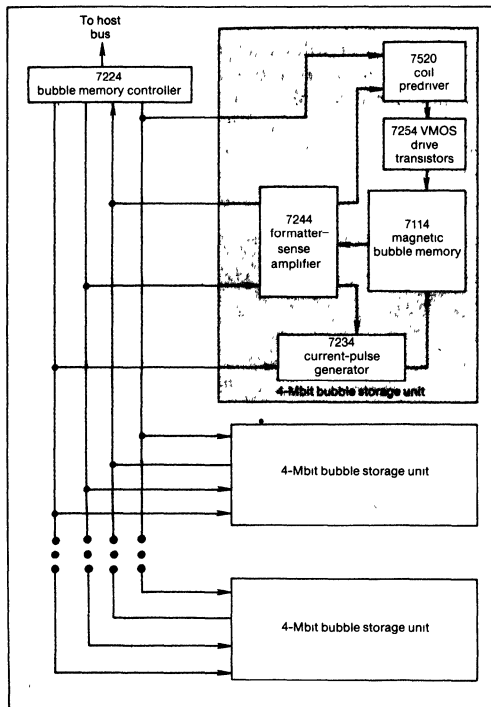 To host
bus
7224
bubble memory controller
7520
coil
predriver
7254 VMOS
drive
transistors
7244
formatter–
sense
amplifier
7114
magnetic
bubble memory
7234
current-pulse
generator
4-Mbit bubble storage unit
4-Mbit bubble storage unit
4-Mbit bubble storage unit